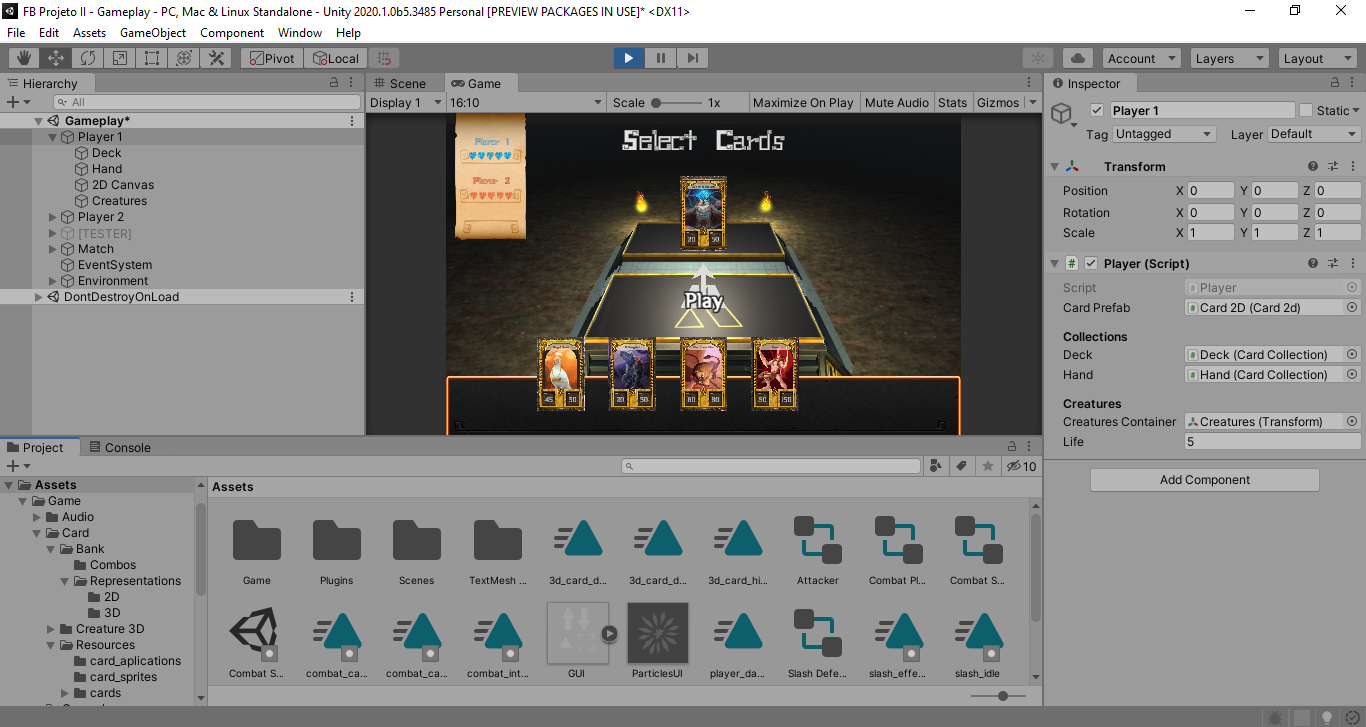 FB Projeto II - Gameplay - PC, Mac & Linux Standalone - Unity 2020.1.0b5.3485 Personal [PREVIEW PACKAGES IN USE]* <DX11>
File Edit Assets GameObject Component Window Help
Pivot Local Account Layers Layout
Hierarchy
All
Gameplay*
Player 1
Deck
Hand
2D Canvas
Creatures
Player 2
[TESTER]
Match
EventSystem
Environment
DontDestroyOnLoad
Scene Game
Display 1 16:10 Scale 1x Maximize On Play Mute Audio Stats Gizmos
Select Cards
Player 1
Player 2
20 50
Play
45 50
20 50
60 80
50 150
Inspector
Player 1 Static
Tag Untagged Layer Default
Transform
Position X 0 Y 0 Z 0
Rotation X 0 Y 0 Z 0
Scale X 1 Y 1 Z 1
Player (Script)
Script Player
Card Prefab Card 2D (Card 2d)
Collections
Deck Deck (Card Collection)
Hand Hand (Card Collection)
Creatures
Creatures Container Creatures (Transform)
Life 5
Add Component
Project Console
10
Assets
Game
Audio
Card
Bank
Combos
Representations
2D
3D
Creature 3D
Resources
card_aplications
card_sprites
cards
Assets
Game Plugins Scenes TextMesh ... 3d_card_d... 3d_card_d... 3d_card_hi... Attacker Combat Pl... Combat S...
Combat S... combat_ca... combat_ca... combat_int... GUI ParticlesUI player_da... Slash Defe... slash_effe... slash_idle